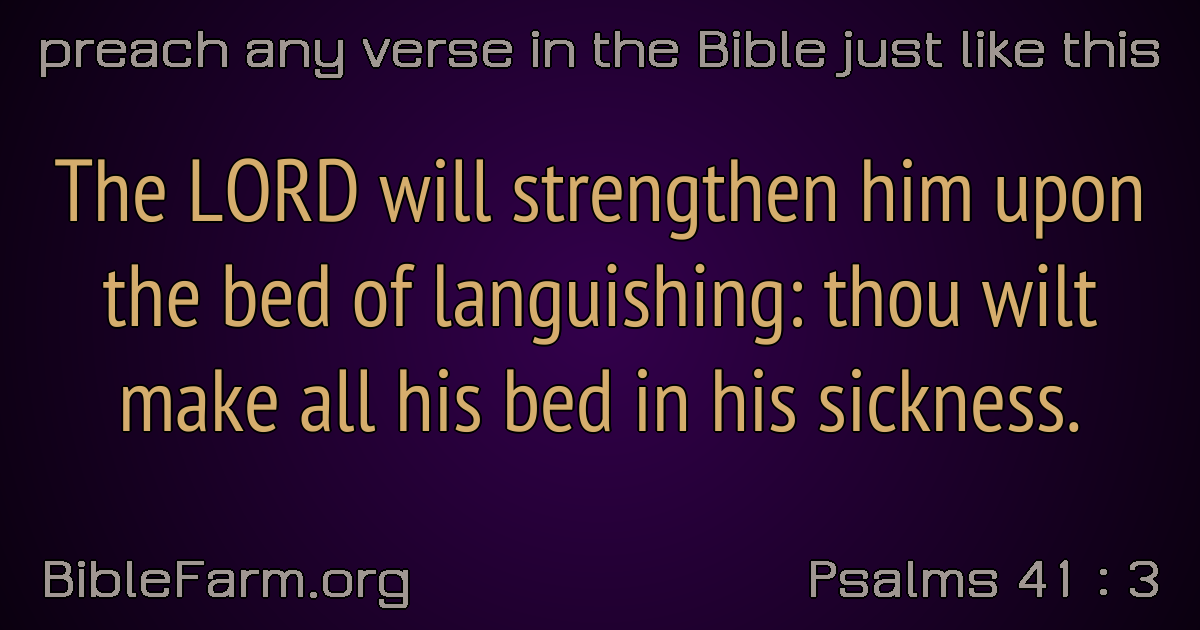 preach any verse in the Bible just like this
The LORD will strengthen him upon
the bed of languishing: thou wilt
make all his bed in his sickness.
BibleFarm.org
Psalms 41 : 3